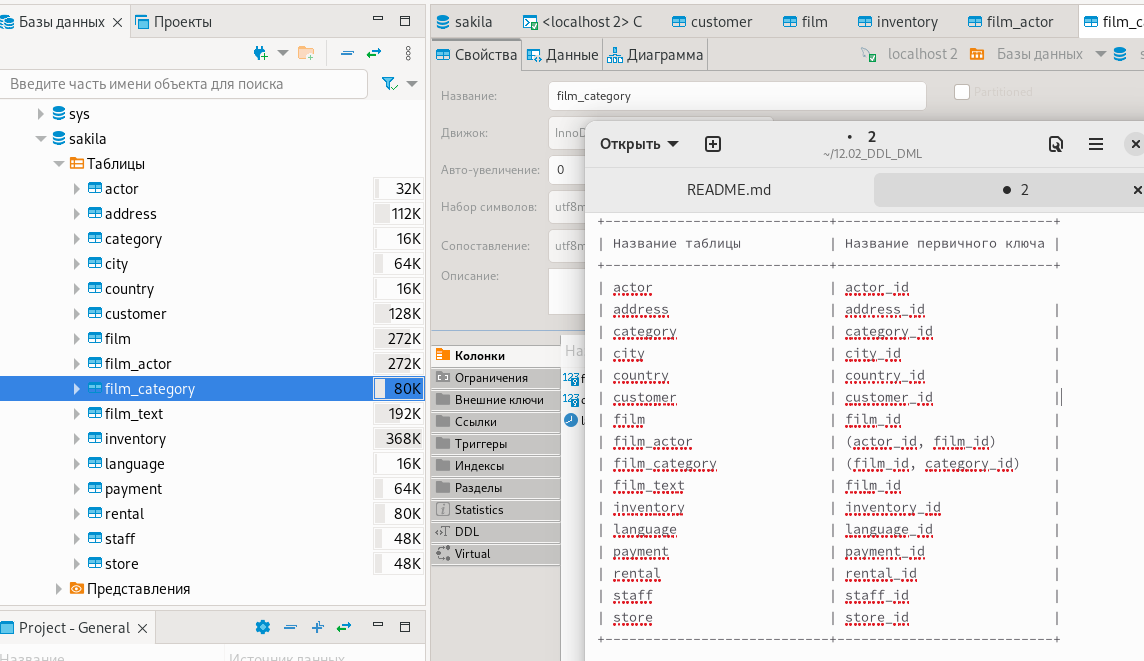 Базы данных
Проекты
Введите часть имени объекта для поиска
sys
sakila
Таблицы
actor 32K
address 112K
category 16K
city 64K
country 16K
customer 128K
film 272K
film_actor 272K
film_category 80K
film_text 192K
inventory 368K
language 16K
payment 64K
rental 80K
staff 48K
store 48K
Представления
Project - General
Название Источник данных
sakila <localhost 2> С customer film inventory film_actor film_c
Свойства Данные Диаграмма localhost 2 Базы данных s
Название: film_category Partitioned
Движок: InnoD
Авто-увеличение: 0
Набор символов: utf8m
Сопоставление: utf8m
Описание:
Колонки На
Ограничения
Внешние ключи
Ссылки
Триггеры
Индексы
Разделы
Statistics
DDL
Virtual
Открыть • 2
~/12.02_DDL_DML
README.md ● 2
+----------------------------+---------------------------+
| Название таблицы | Название первичного ключа |
+----------------------------+---------------------------+
| actor | actor_id
| address | address_id |
| category | category_id |
| city | city_id |
| country | country_id |
| customer | customer_id |
| film | film_id |
| film_actor | (actor_id, film_id) |
| film_category | (film_id, category_id) |
| film_text | film_id |
| inventory | inventory_id |
| language | language_id |
| payment | payment_id |
| rental | rental_id |
| staff | staff_id |
| store | store_id |
+----------------------------+---------------------------+